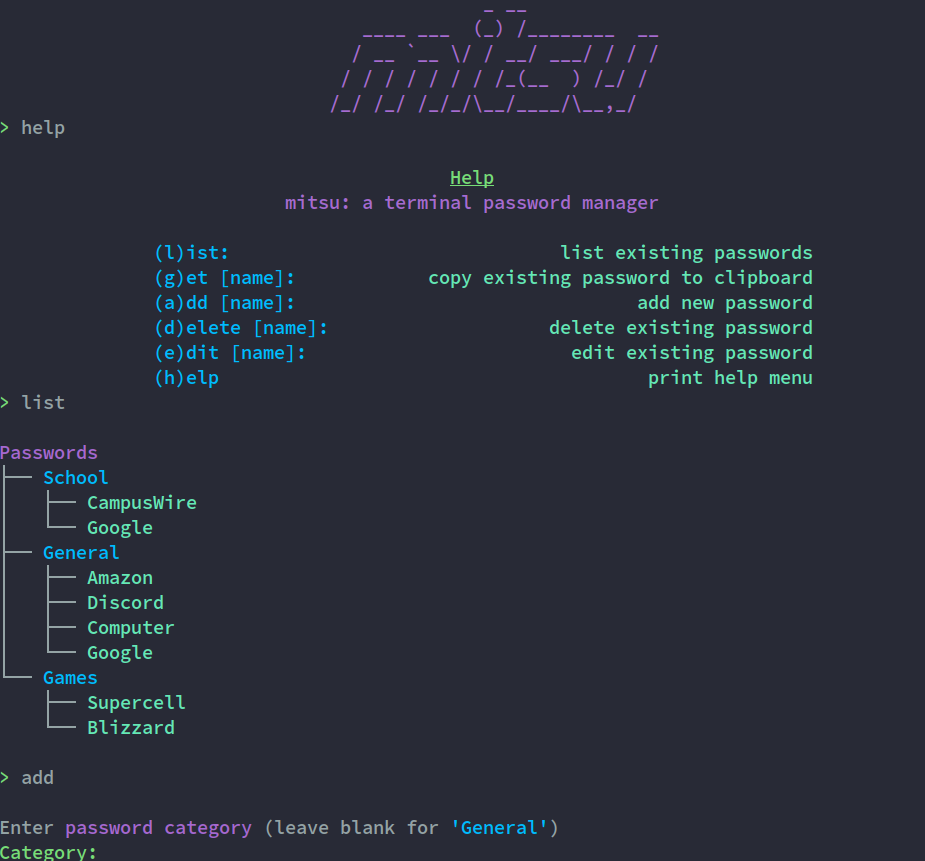 mitsu
> help
Help
mitsu: a terminal password manager
(l)ist: list existing passwords
(g)et [name]: copy existing password to clipboard
(a)dd [name]: add new password
(d)elete [name]: delete existing password
(e)dit [name]: edit existing password
(h)elp print help menu
> list
Passwords
School
CampusWire
Google
General
Amazon
Discord
Computer
Google
Games
Supercell
Blizzard
> add
Enter password category (leave blank for 'General')
Category: